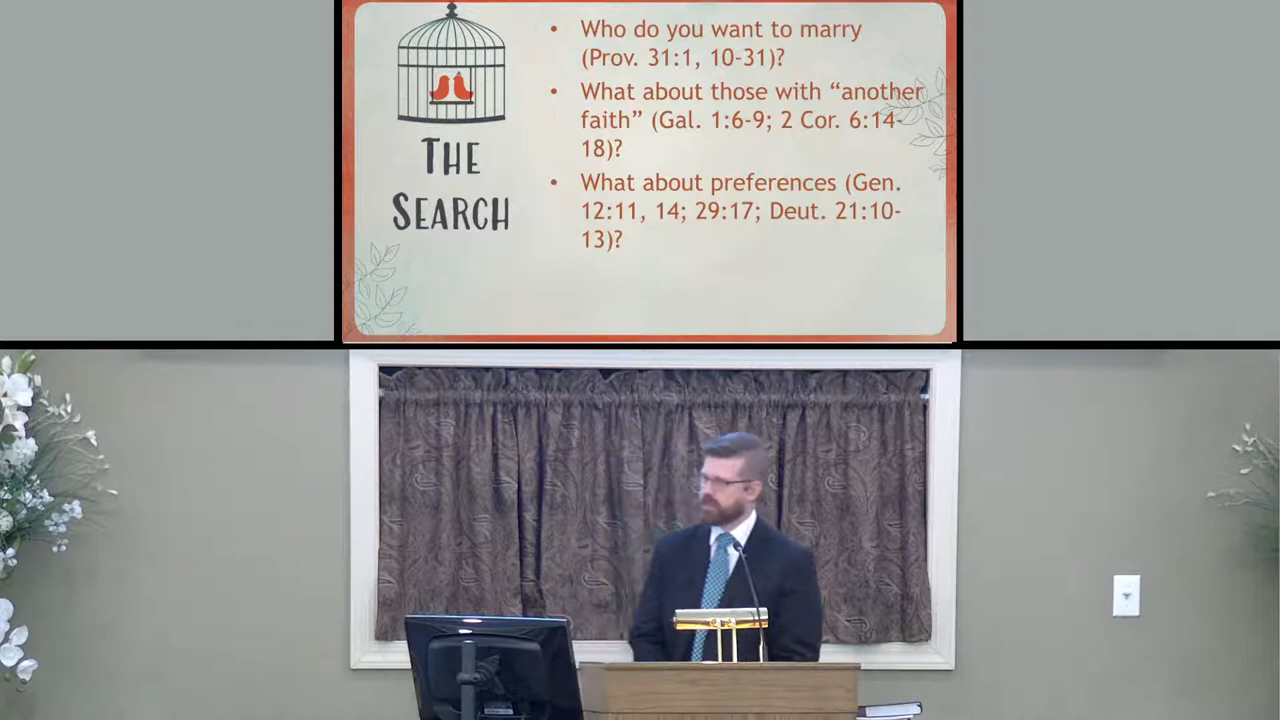 THE
SEARCH
• Who do you want to marry
(Prov. 31:1, 10-31)?
• What about those with “another
faith” (Gal. 1:6-9; 2 Cor. 6:14-
18)?
• What about preferences (Gen.
12:11, 14; 29:17; Deut. 21:10-
13)?